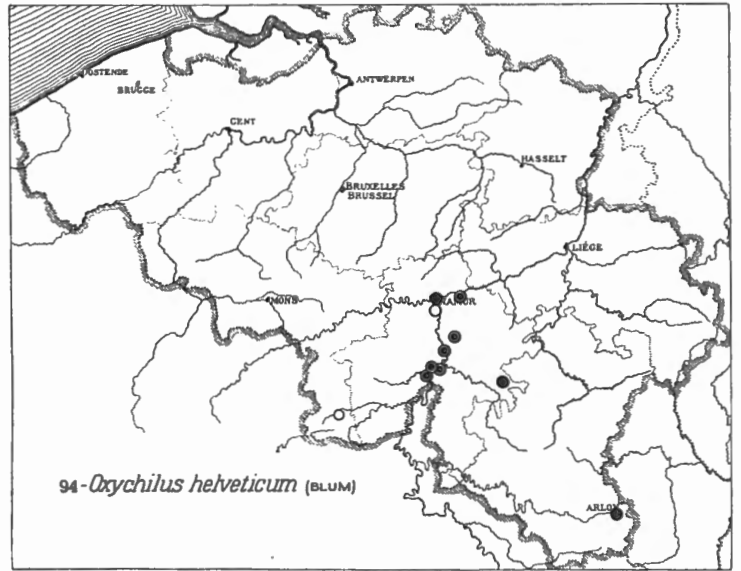 OSTENDE
BRUGGE
ANTWERPEN
GENT
HASSELT
BRUXELLES
BRUSSEL
LIÉGE
NAMUR
MONS
94-Oxychilus helveticum (BLUM)
ARLON